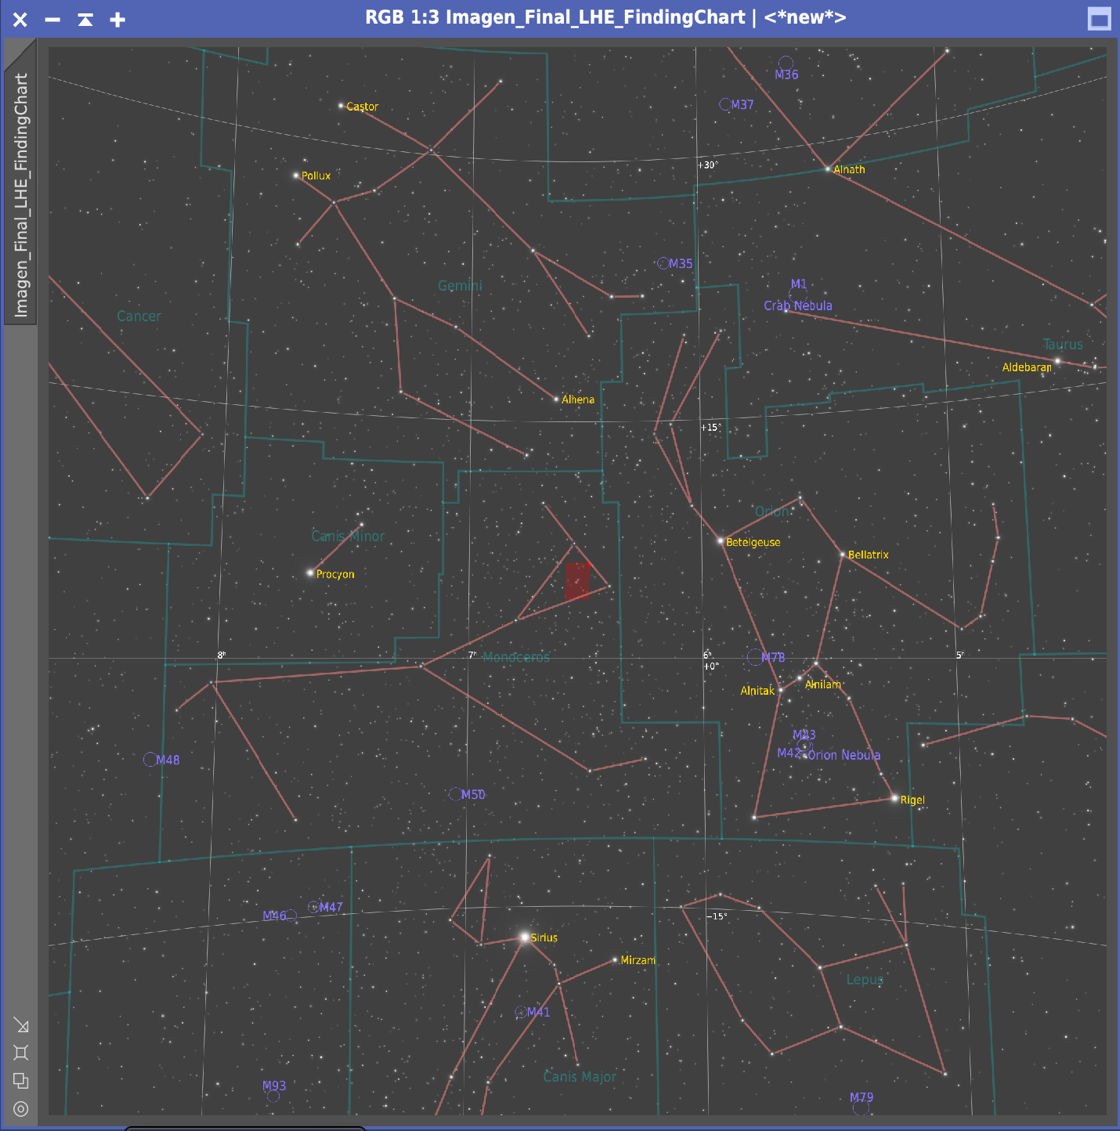 RGB 1:3 Imagen_Final_LHE_FindingChart | <*new*>
Imagen_Final_LHE_FindingChart
M36
Castor
M37
+30°
Alnath
Pollux
M35
Gemini
M1
Crab Nebula
Cancer
Taurus
Aldebaran
Alhena
+15°
Orion
Canis Minor
Betelgeuse
Bellatrix
Procyon
8h
7h
Monoceros
6h
+0°
M78
5h
Alnitak
Alnilam
M43
M42
Orion Nebula
M48
M50
Rigel
M46
M47
-15°
Sirius
Mirzam
Lepus
M41
Canis Major
M93
M79